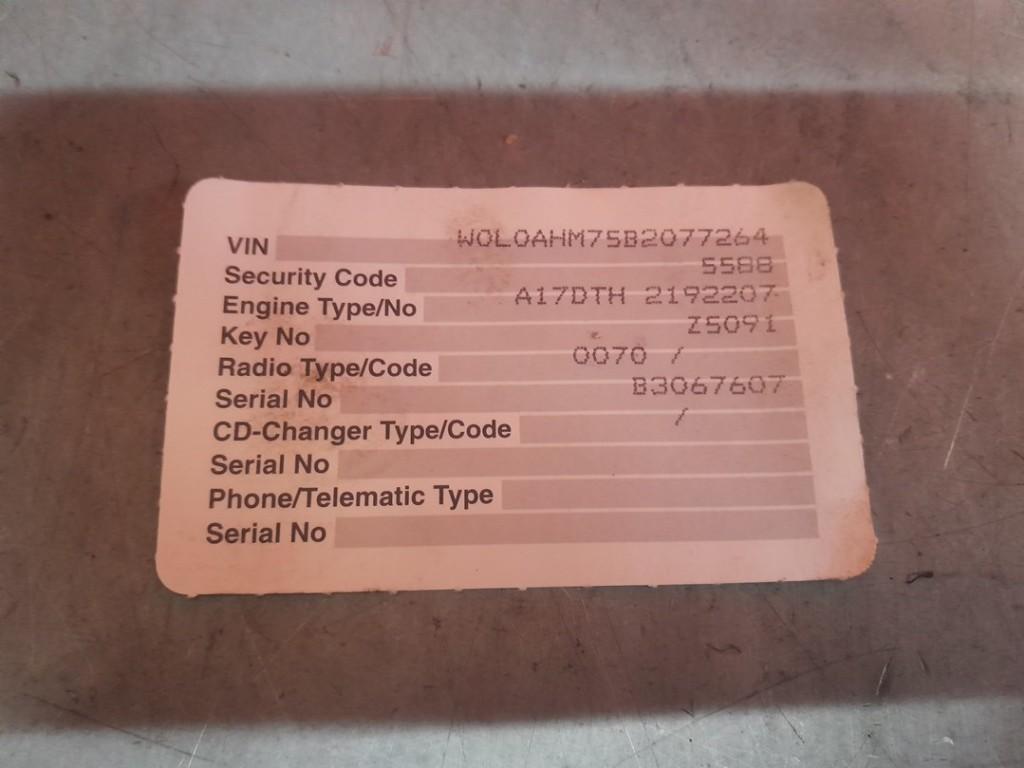 VIN W0L0AHM75B2077264
Security Code 5588
Engine Type/No A17DTH 2192207
Key No Z5091
Radio Type/Code 0070 /
Serial No B3067607
CD-Changer Type/Code /
Serial No
Phone/Telematic Type
Serial No